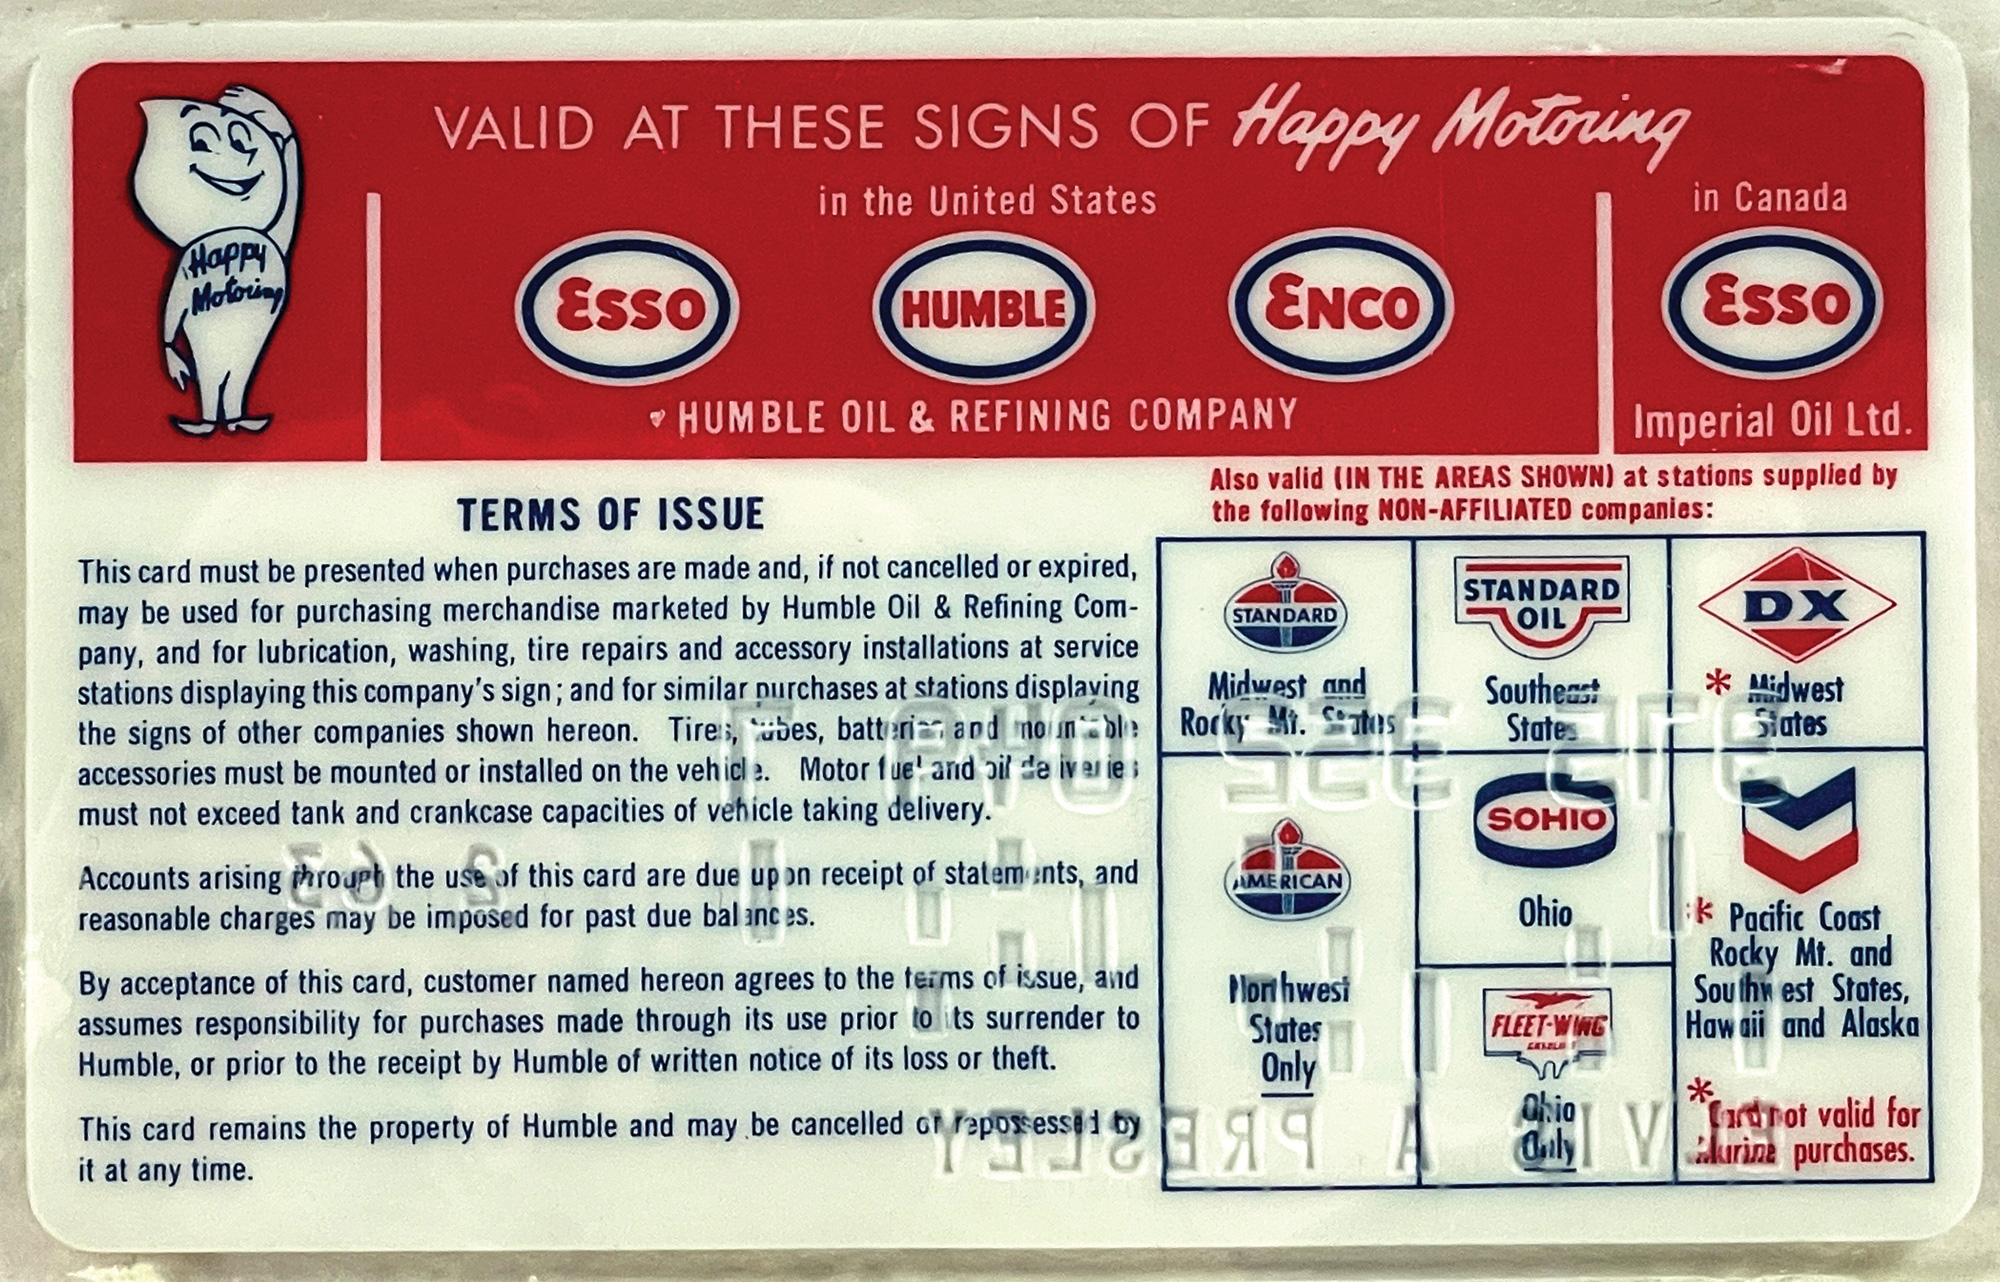 VALID AT THESE SIGNS OF Happy Motoring
Happy
Motoring
in the United States
ESSO
HUMBLE
ENCO
HUMBLE OIL & REFINING COMPANY
in Canada
ESSO
Imperial Oil Ltd.
TERMS OF ISSUE
This card must be presented when purchases are made and, if not cancelled or expired,
may be used for purchasing merchandise marketed by Humble Oil & Refining Com-
pany, and for lubrication, washing, tire repairs and accessory installations at service
stations displaying this company's sign; and for similar purchases at stations displaying
the signs of other companies shown hereon. Tires, tubes, batteries and mountable
accessories must be mounted or installed on the vehicle. Motor fuel and oil deliveries
must not exceed tank and crankcase capacities of vehicle taking delivery.
Accounts arising through the use of this card are due upon receipt of statements, and
reasonable charges may be imposed for past due balances.
By acceptance of this card, customer named hereon agrees to the terms of issue, and
assumes responsibility for purchases made through its use prior to its surrender to
Humble, or prior to the receipt by Humble of written notice of its loss or theft.
This card remains the property of Humble and may be cancelled or repossessed by
it at any time.
Also valid (IN THE AREAS SHOWN) at stations supplied by
the following NON-AFFILIATED companies:
STANDARD
Midwest and
Rocky Mt. States
STANDARD
OIL
Southeast
States
DX
* Midwest
States
AMERICAN
Northwest
States
Only
SOHIO
Ohio
FLEET-WING
GASOLINE
Ohio
Only
* Pacific Coast
Rocky Mt. and
Southwest States,
Hawaii and Alaska
* Card not valid for
Marine purchases.
2 63
ELVIS A PRESLEY